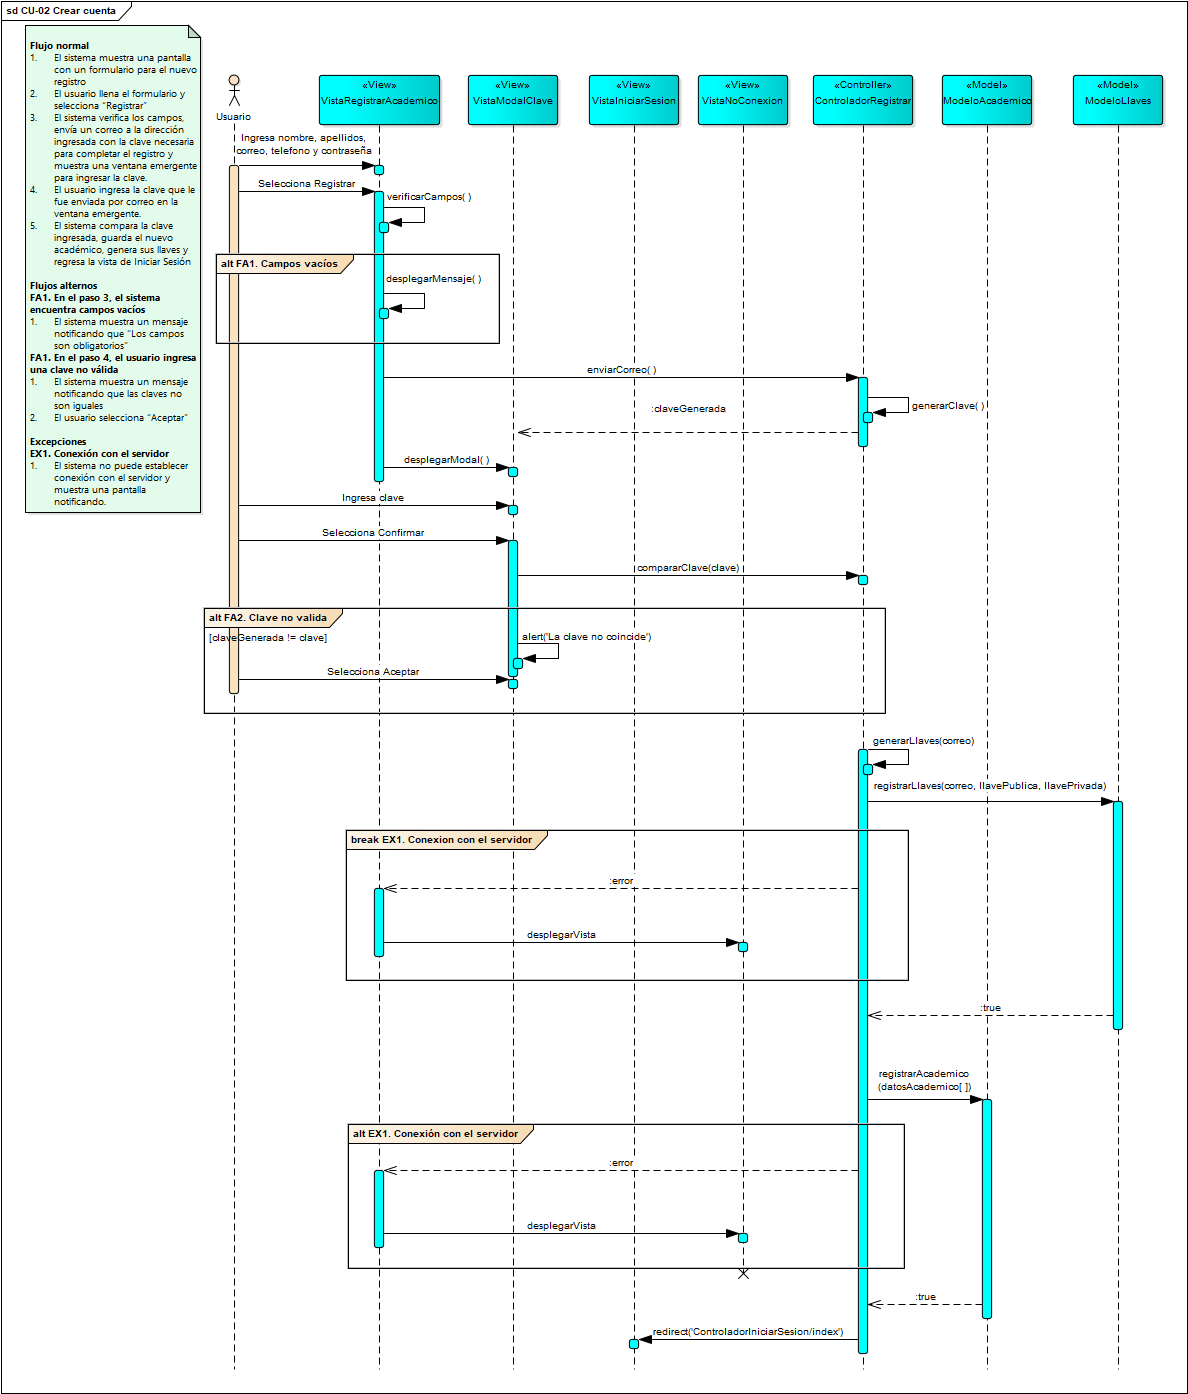 sd CU-02 Crear cuenta
Flujo normal
1. El sistema muestra una pantalla
con un formulario para el nuevo
registro
2. El usuario llena el formulario y
selecciona “Registrar”
3. El sistema verifica los campos,
envía un correo a la dirección
ingresada con la clave necesaria
para completar el registro y
muestra una ventana emergente
para ingresar la clave.
4. El usuario ingresa la clave que le
fue enviada por correo en la
ventana emergente.
5. El sistema compara la clave
ingresada, guarda el nuevo
académico, genera sus llaves y
regresa la vista de Iniciar Sesión
Flujos alternos
FA1. En el paso 3, el sistema
encuentra campos vacíos
1. El sistema muestra un mensaje
notificando que “Los campos
son obligatorios”
FA1. En el paso 4, el usuario ingresa
una clave no válida
1. El sistema muestra un mensaje
notificando que las claves no
son iguales
2. El usuario selecciona “Aceptar”
Excepciones
EX1. Conexión con el servidor
1. El sistema no puede establecer
conexión con el servidor y
muestra una pantalla
notificando.
Usuario
«View»
VistaRegistrarAcademico
«View»
VistaModalClave
«View»
VistaIniciarSesion
«View»
VistaNoConexion
«Controller»
ControladorRegistrar
«Model»
ModeloAcademico
«Model»
ModeloLlaves
Ingresa nombre, apellidos,
correo, telefono y contraseña
Selecciona Registrar
verificarCampos( )
alt FA1. Campos vacíos
desplegarMensaje( )
enviarCorreo( )
generarClave( )
:claveGenerada
desplegarModal( )
Ingresa clave
Selecciona Confirmar
compararClave(clave)
alt FA2. Clave no valida
[claveGenerada != clave]
alert('La clave no coincide')
Selecciona Aceptar
generarLlaves(correo)
registrarLlaves(correo, llavePublica, llavePrivada)
break EX1. Conexion con el servidor
:error
desplegarVista
:true
registrarAcademico
(datosAcademico[ ])
alt EX1. Conexión con el servidor
:error
desplegarVista
:true
redirect('ControladorIniciarSesion/index')